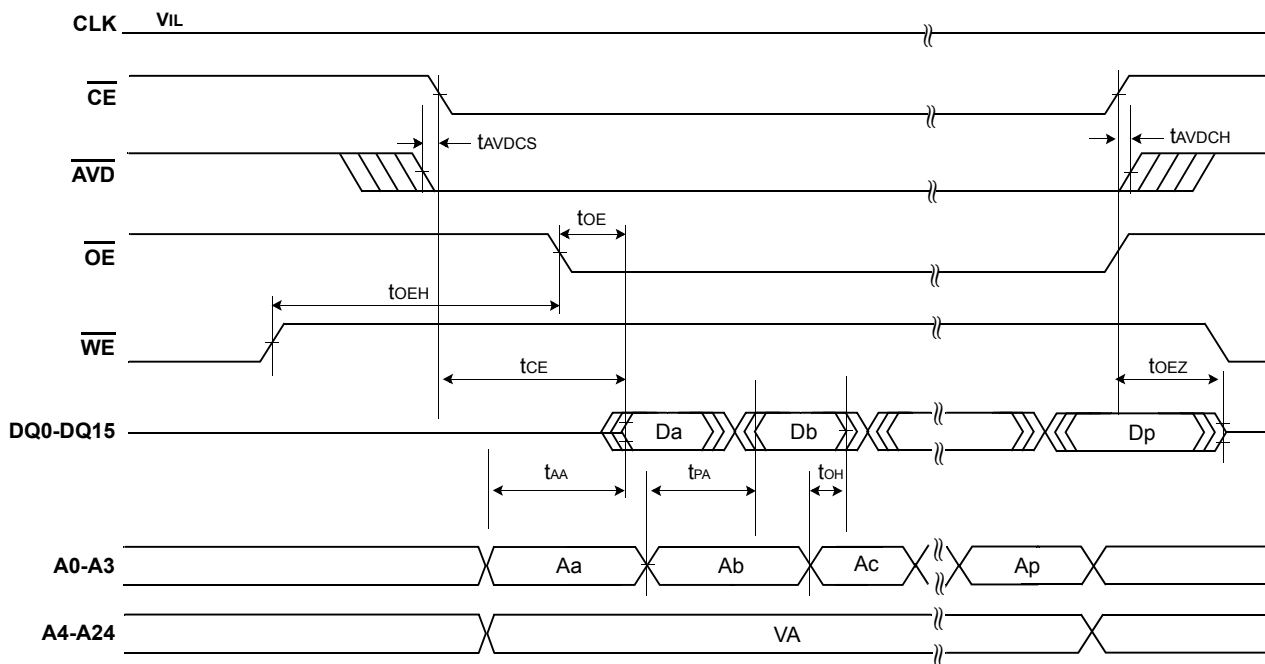 CLK VIL
CE
tAVDCS tAVDCH
AVD
tOE
OE
tOEH
WE
tCE tOEZ
DQ0-DQ15 Da Db Dp
tAA tPA tOH
A0-A3 Aa Ab Ac Ap
A4-A24 VA